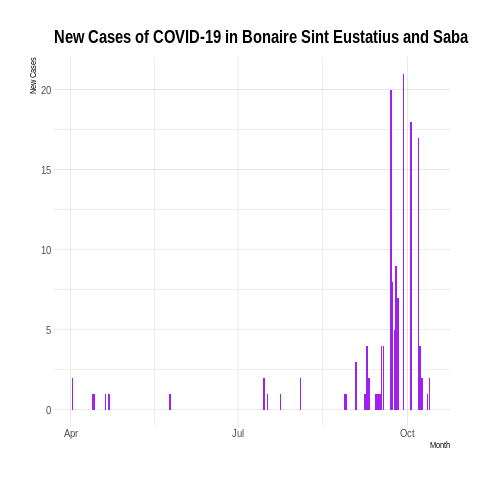 New Cases of COVID-19 in Bonaire Sint Eustatius and Saba
New Cases
20
15
10
5
0
Apr
Jul
Oct
Month